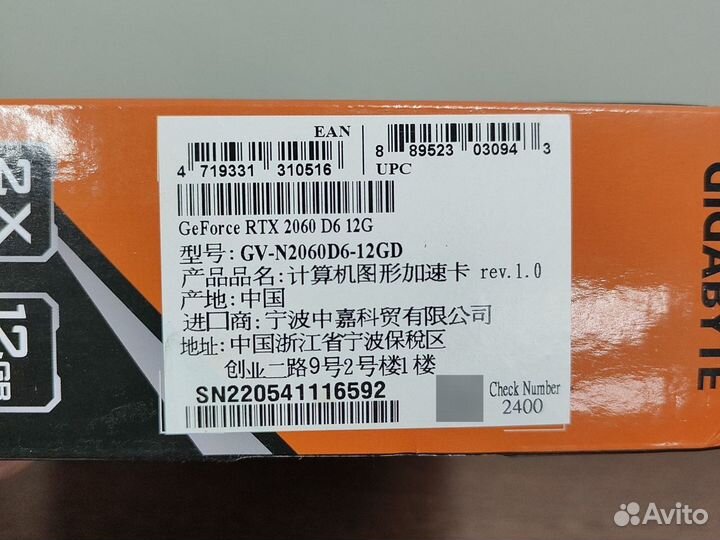 EAN
4 719331 310516
8 89523 03094 3
UPC
GeForce RTX 2060 D6 12G
型号: GV-N2060D6-12GD
产品品名: 计算机图形加速卡 rev.1.0
产地: 中国
进口商: 宁波中嘉科贸有限公司
地址: 中国浙江省宁波保税区
创业二路9号2号楼1楼
SN220541116592
Check Number
2400
2X
12GB
GIGABYTE
Avito